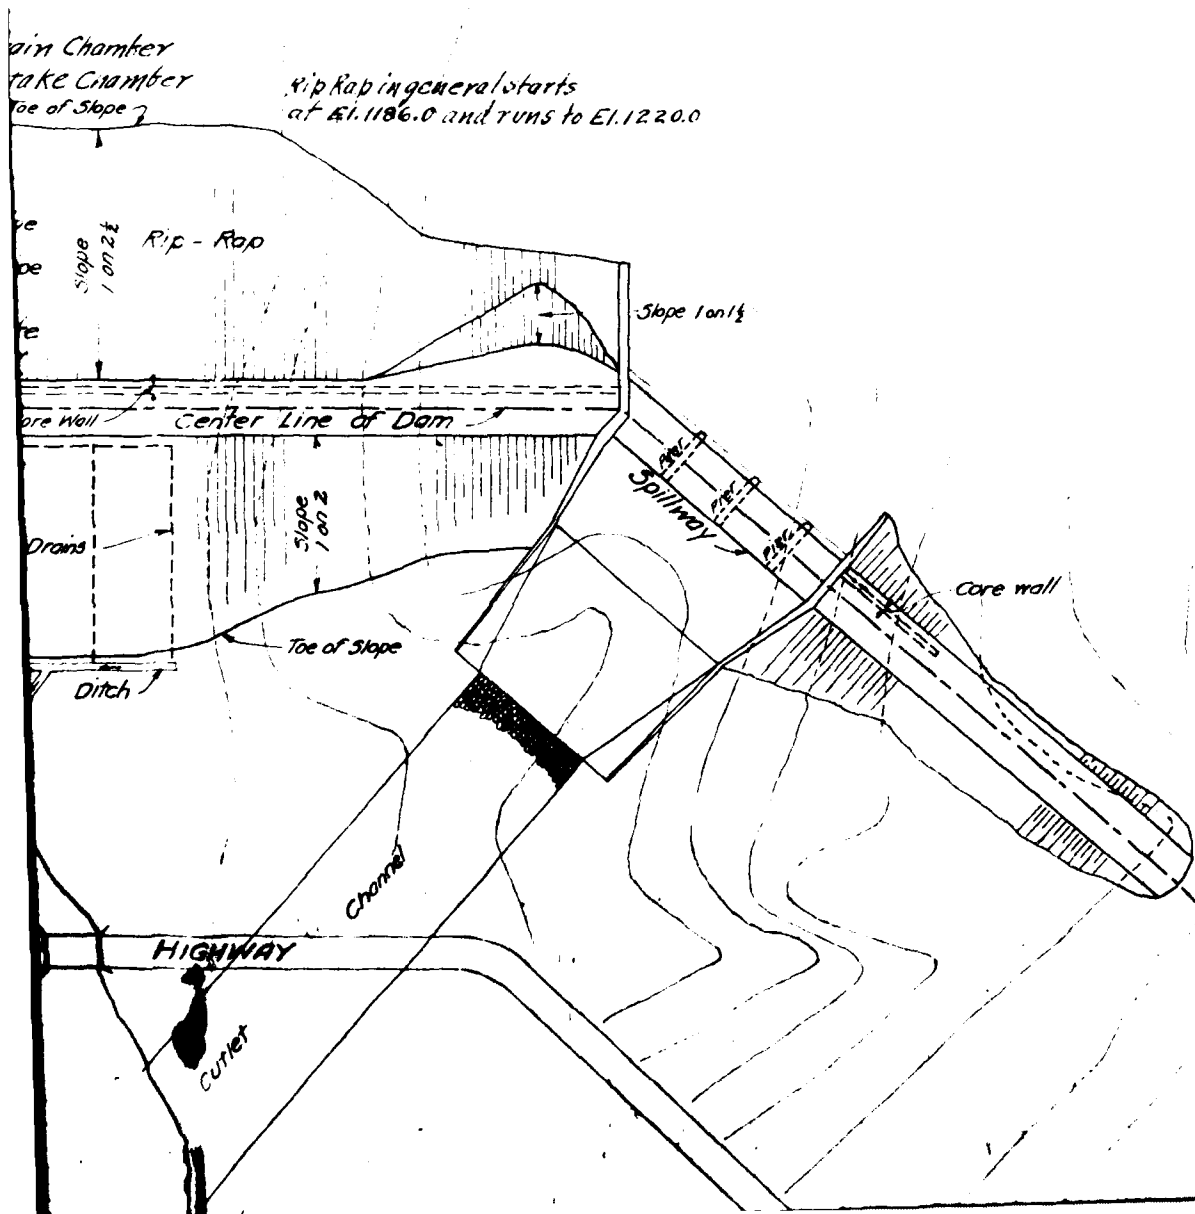 ain Chamber
take Chamber
Toe of Slope
Rip Rap in general starts
at El. 1186.0 and runs to El. 1220.0
Slope
1 on 2½
Rip - Rap
Slope 1 on 1½
ore Wall
Center Line of Dam
Pier
Pier
Pier
Spillway
Slope
1 on 2
Drains
Core wall
Toe of Slope
Ditch
Channel
HIGHWAY
Outlet